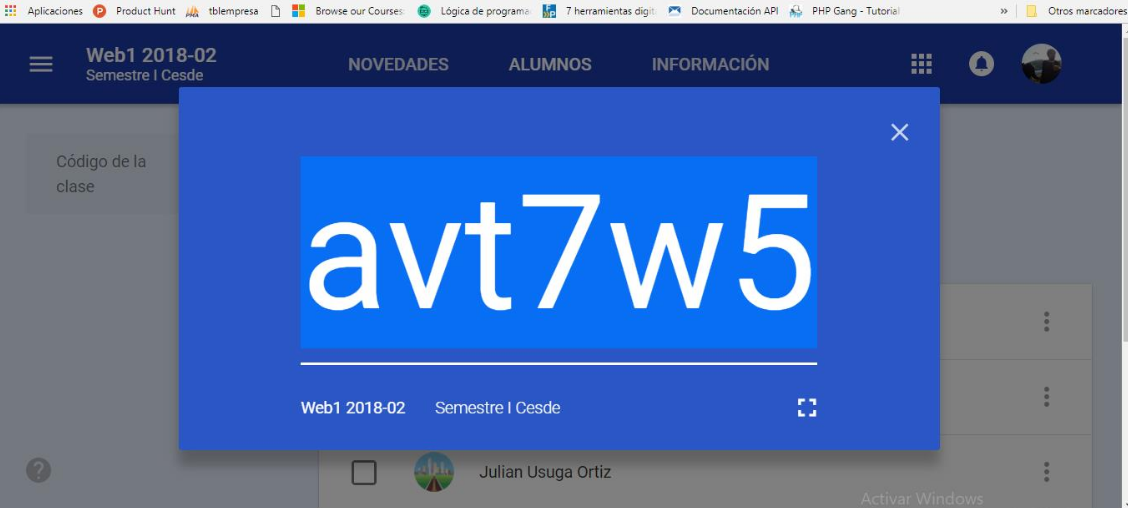 Aplicaciones Product Hunt tblempresa Browse our Courses Lógica de programa 7 herramientas digit Documentación API PHP Gang - Tutorial » Otros marcadores
Web1 2018-02 NOVEDADES ALUMNOS INFORMACIÓN
Semestre I Cesde
Código de la
clase
avt7w5
Web1 2018-02 Semestre I Cesde
Julian Usuga Ortiz
Activar Windows